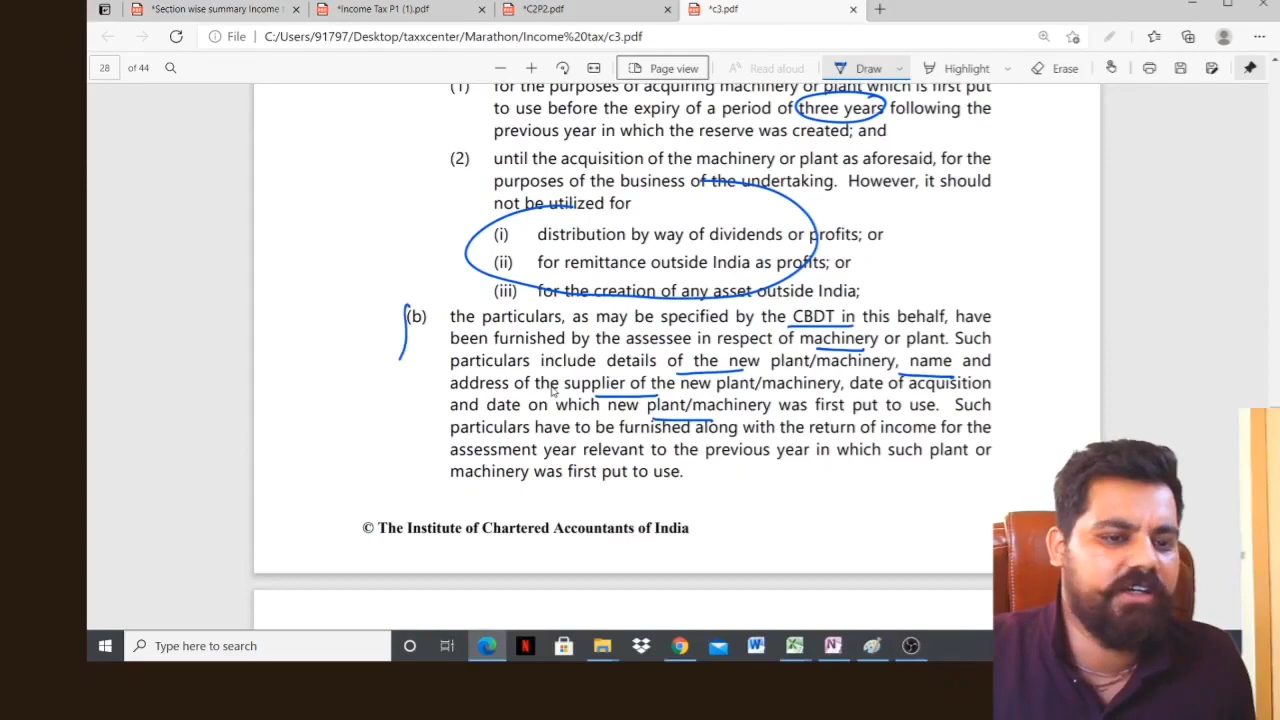 *Section wise summary Income t
*Income Tax P1 (1).pdf
*C2P2.pdf
*c3.pdf
File
C:/Users/91797/Desktop/taxxcenter/Marathon/Income%20tax/c3.pdf
28 of 44
Page view
Read aloud
Draw
Highlight
Erase
(1) for the purposes of acquiring machinery or plant which is first put
to use before the expiry of a period of three years following the
previous year in which the reserve was created; and
(2) until the acquisition of the machinery or plant as aforesaid, for the
purposes of the business of the undertaking. However, it should
not be utilized for
(i) distribution by way of dividends or profits; or
(ii) for remittance outside India as profits; or
(iii) for the creation of any asset outside India;
(b) the particulars, as may be specified by the CBDT in this behalf, have
been furnished by the assessee in respect of machinery or plant. Such
particulars include details of the new plant/machinery, name and
address of the supplier of the new plant/machinery, date of acquisition
and date on which new plant/machinery was first put to use. Such
particulars have to be furnished along with the return of income for the
assessment year relevant to the previous year in which such plant or
machinery was first put to use.
© The Institute of Chartered Accountants of India
Type here to search